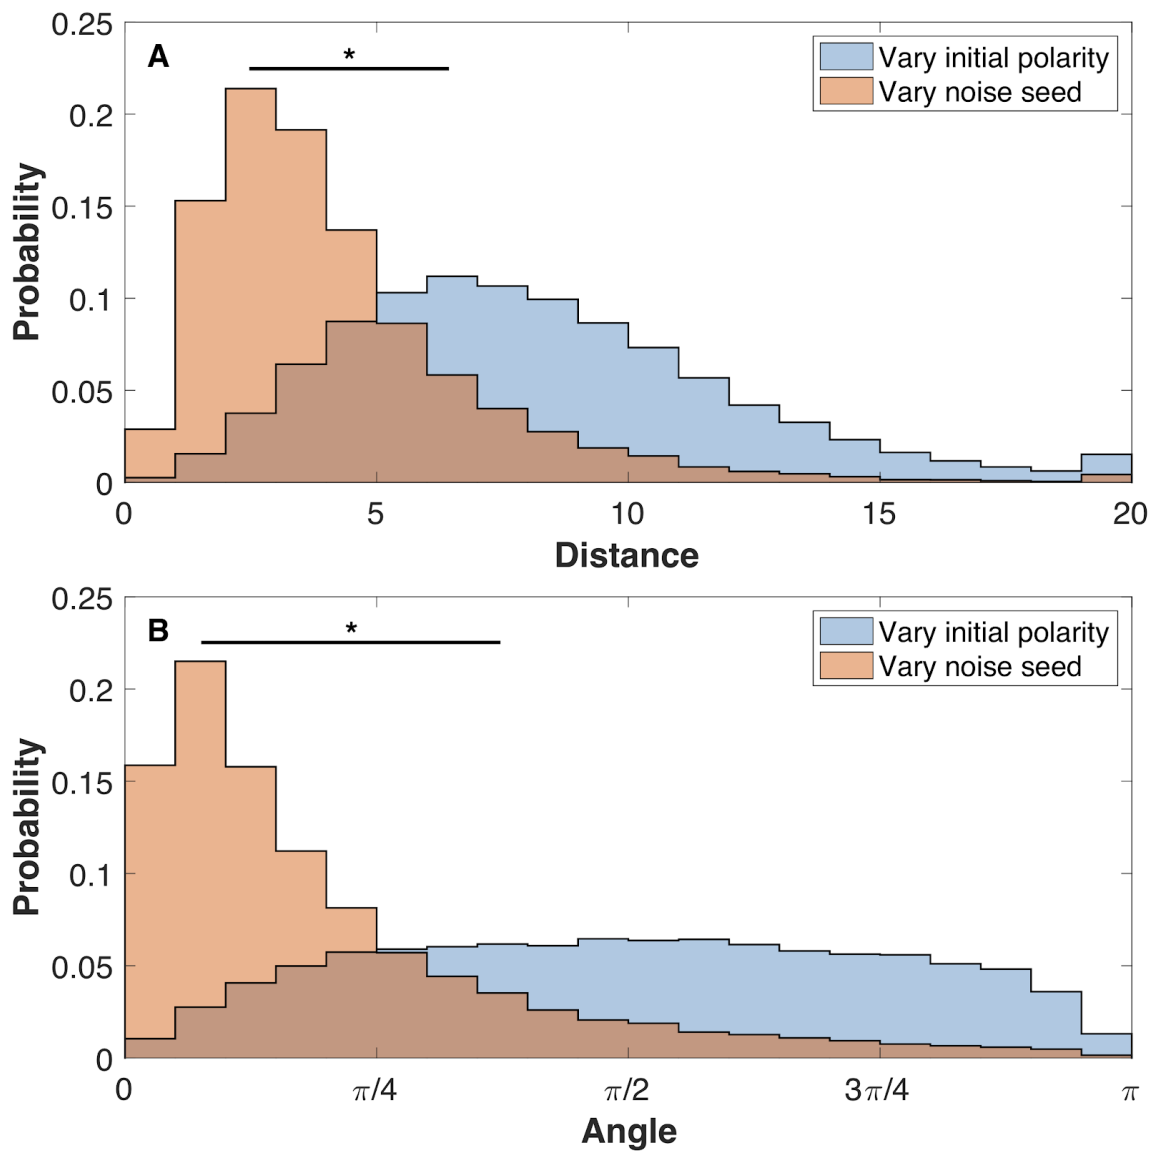 0.25
A
*
Vary initial polarity
Vary noise seed
0.2
0.15
0.1
0.05
0
Probability
0 5 10 15 20
Distance
0.25
B
*
Vary initial polarity
Vary noise seed
0.2
0.15
0.1
0.05
0
Probability
0 π/4 π/2 3π/4 π
Angle